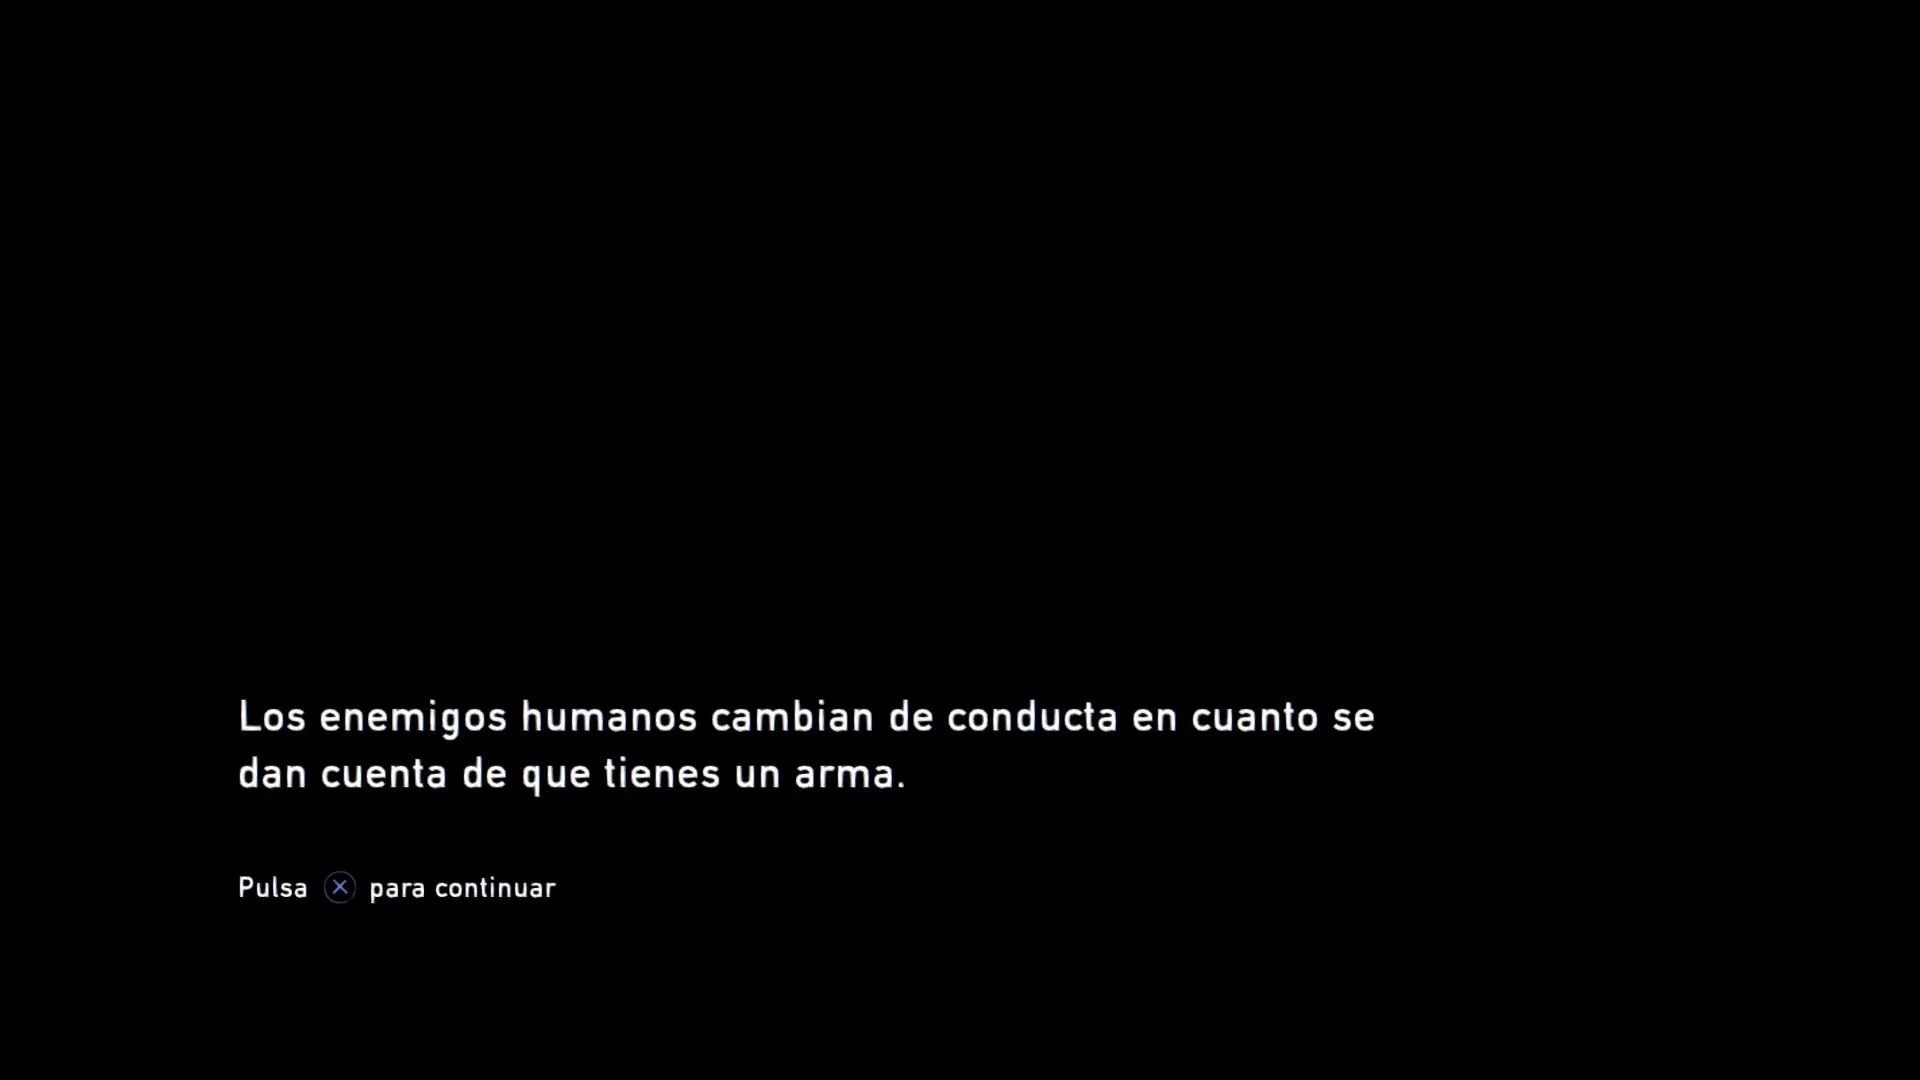 Los enemigos humanos cambian de conducta en cuanto se
dan cuenta de que tienes un arma.
Pulsa ⓧ para continuar